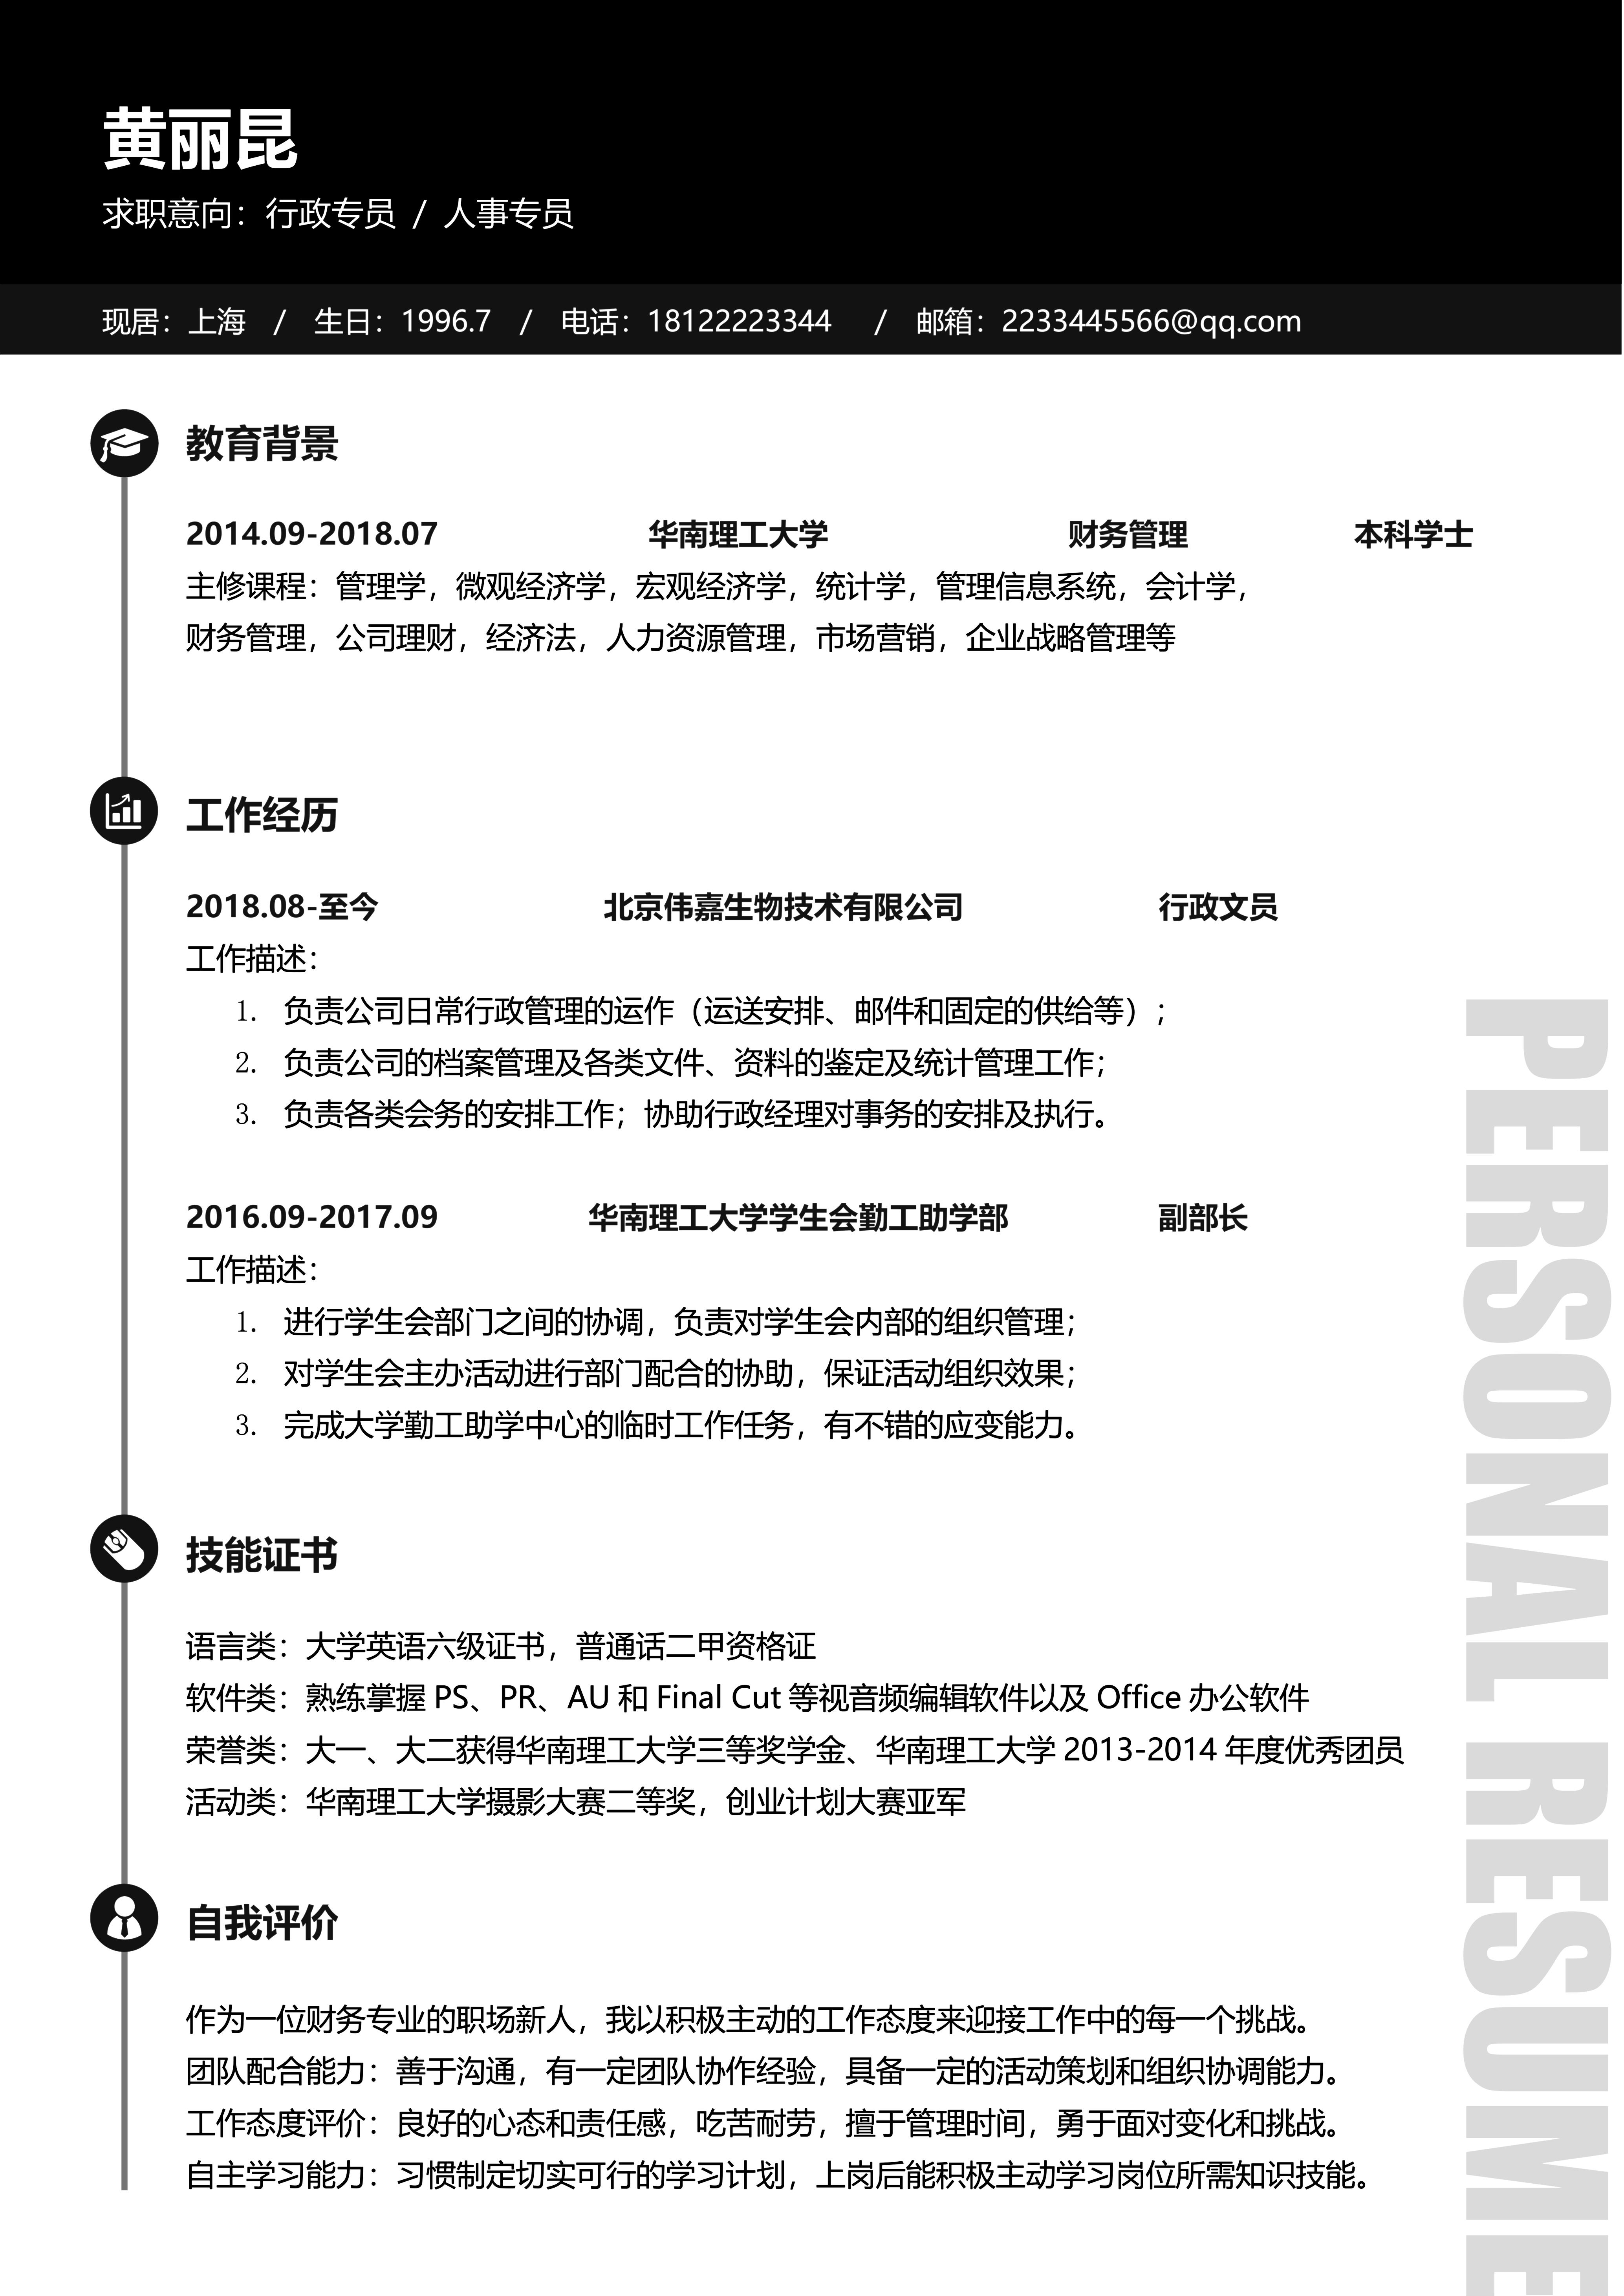 黄丽昆
求职意向：行政专员 / 人事专员
现居：上海 / 生日：1996.7 / 电话：18122223344 / 邮箱：2233445566@qq.com
教育背景
2014.09-2018.07 华南理工大学 财务管理 本科学士
主修课程：管理学，微观经济学，宏观经济学，统计学，管理信息系统，会计学，
财务管理，公司理财，经济法，人力资源管理，市场营销，企业战略管理等
工作经历
2018.08-至今 北京伟嘉生物技术有限公司 行政文员
工作描述：
1. 负责公司日常行政管理的运作（运送安排、邮件和固定的供给等）；
2. 负责公司的档案管理及各类文件、资料的鉴定及统计管理工作；
3. 负责各类会务的安排工作；协助行政经理对事务的安排及执行。
2016.09-2017.09 华南理工大学学生会勤工助学部 副部长
工作描述：
1. 进行学生会部门之间的协调，负责对学生会内部的组织管理；
2. 对学生会主办活动进行部门配合的协助，保证活动组织效果；
3. 完成大学勤工助学中心的临时工作任务，有不错的应变能力。
技能证书
语言类：大学英语六级证书，普通话二甲资格证
软件类：熟练掌握 PS、PR、AU 和 Final Cut 等视音频编辑软件以及 Office 办公软件
荣誉类：大一、大二获得华南理工大学三等奖学金、华南理工大学 2013-2014 年度优秀团员
活动类：华南理工大学摄影大赛二等奖，创业计划大赛亚军
自我评价
作为一位财务专业的职场新人，我以积极主动的工作态度来迎接工作中的每一个挑战。
团队配合能力：善于沟通，有一定团队协作经验，具备一定的活动策划和组织协调能力。
工作态度评价：良好的心态和责任感，吃苦耐劳，擅于管理时间，勇于面对变化和挑战。
自主学习能力：习惯制定切实可行的学习计划，上岗后能积极主动学习岗位所需知识技能。
PERSONAL RESUME